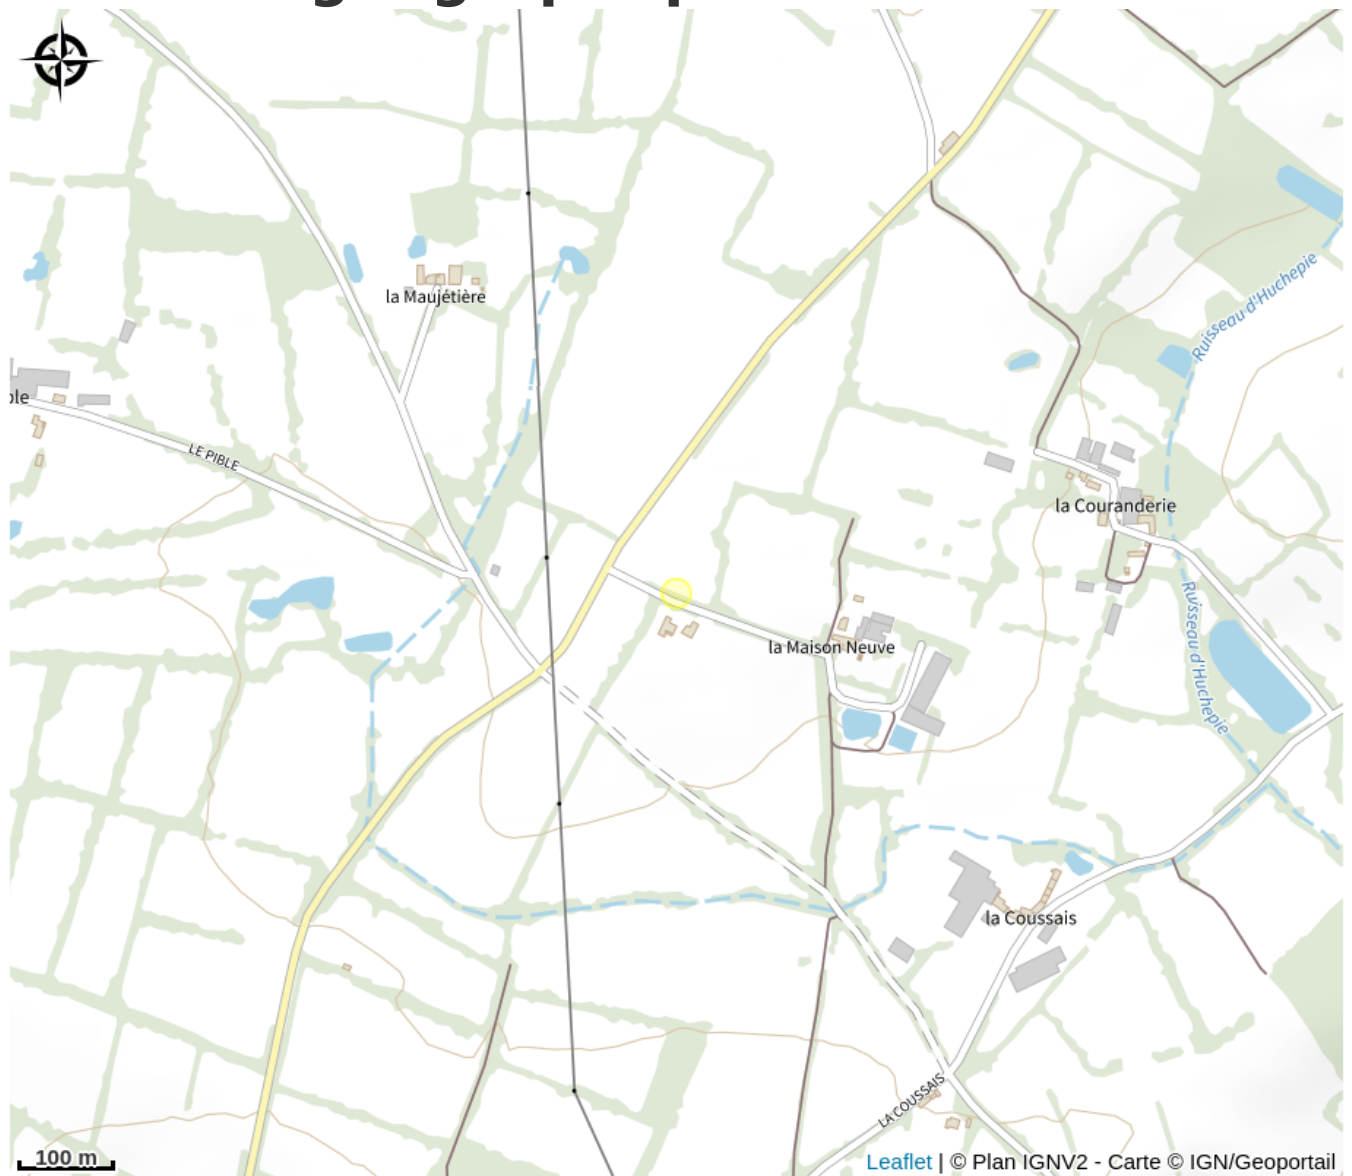 Ruisseau d'Huchepie
la Maujétière
LE PIBLE
la Couranderie
Ruisseau d'Huchepie
la Maison Neuve
la Coussais
LA COUSSAIS
100 m
Leaflet | © Plan IGNV2 - Carte © IGN/Geoportail